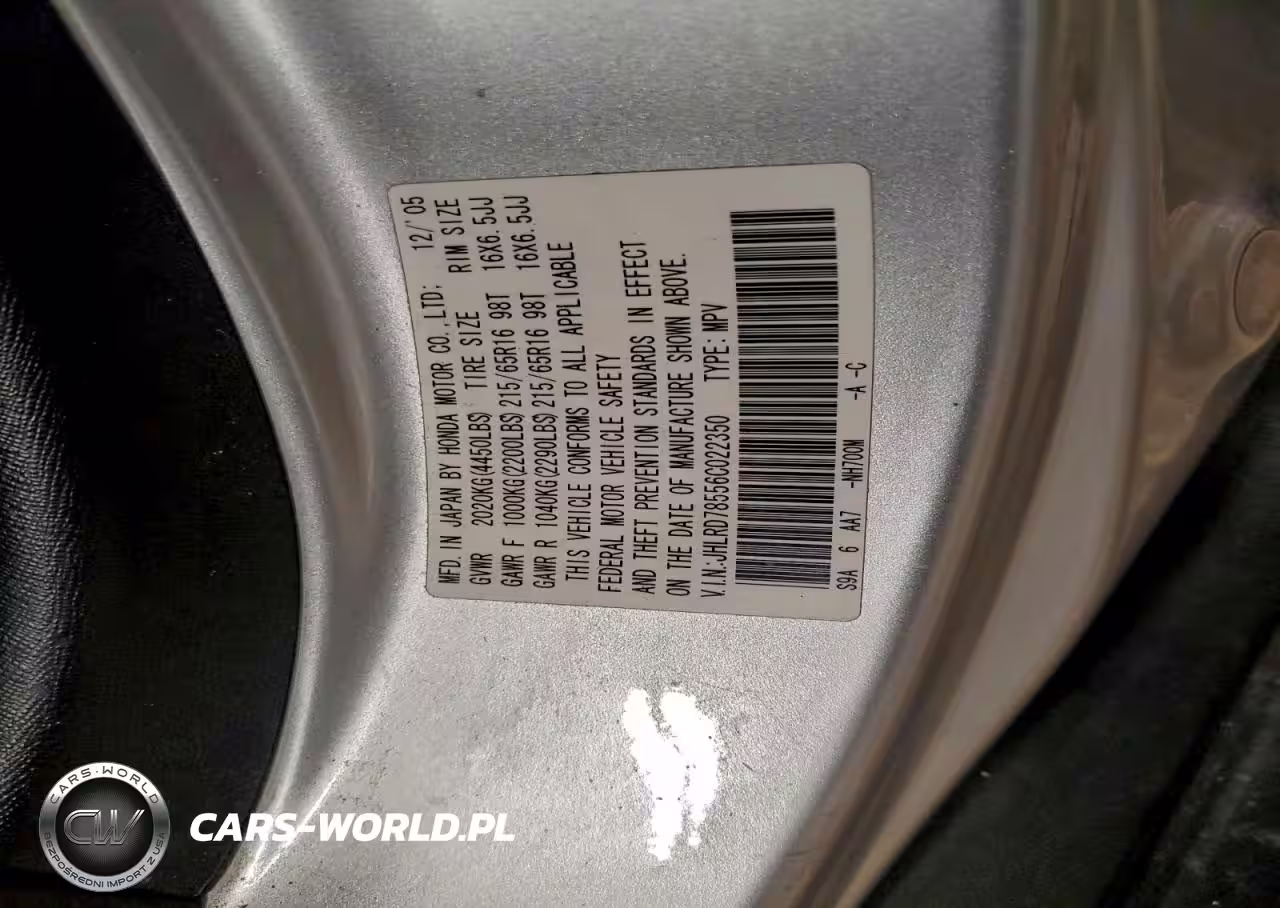 MFD. IN JAPAN BY HONDA MOTOR CO., LTD; 12/'05
GVWR 2020KG(4450LBS) TIRE SIZE RIM SIZE
GAWR F 1000KG(2200LBS) 215/65R16 98T 16X6.5JJ
GAWR R 1040KG(2290LBS) 215/65R16 98T 16X6.5JJ
THIS VEHICLE CONFORMS TO ALL APPLICABLE
FEDERAL MOTOR VEHICLE SAFETY
AND THEFT PREVENTION STANDARDS IN EFFECT
ON THE DATE OF MANUFACTURE SHOWN ABOVE.
V.I.N:JHLRD78556C022350 TYPE:MPV
S9A 6 AA7 -NH700M -A -C
CARS-WORLD
CW
BEZPOŚREDNI IMPORT Z USA
CARS-WORLD.PL